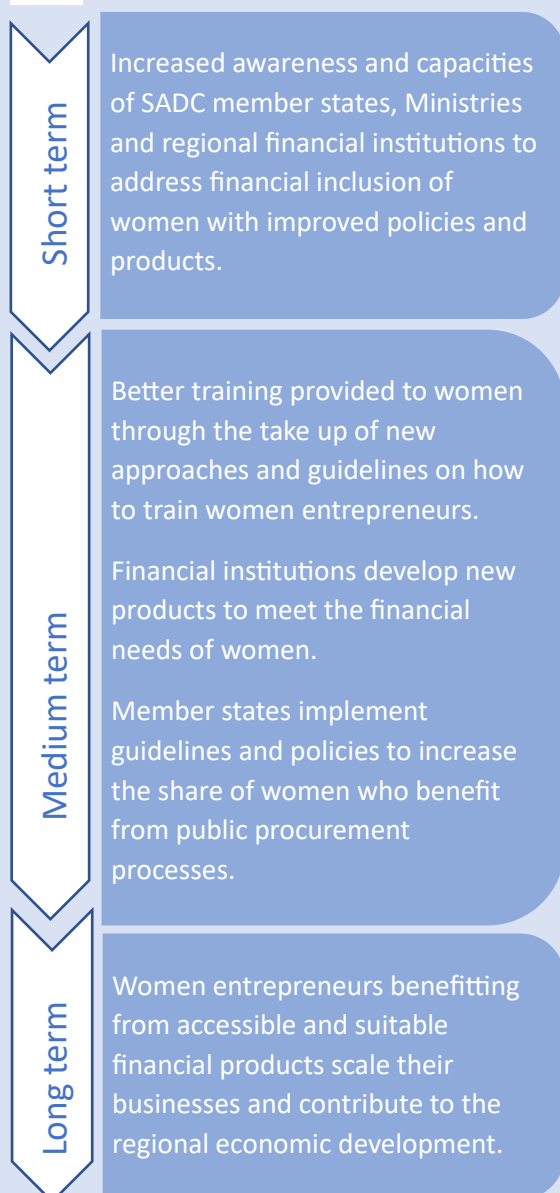 Short term
Increased awareness and capacities
of SADC member states, Ministries
and regional financial institutions to
address financial inclusion of
women with improved policies and
products.
Medium term
Better training provided to women
through the take up of new
approaches and guidelines on how
to train women entrepreneurs.
Financial institutions develop new
products to meet the financial
needs of women.
Member states implement
guidelines and policies to increase
the share of women who benefit
from public procurement
processes.
Long term
Women entrepreneurs benefitting
from accessible and suitable
financial products scale their
businesses and contribute to the
regional economic development.